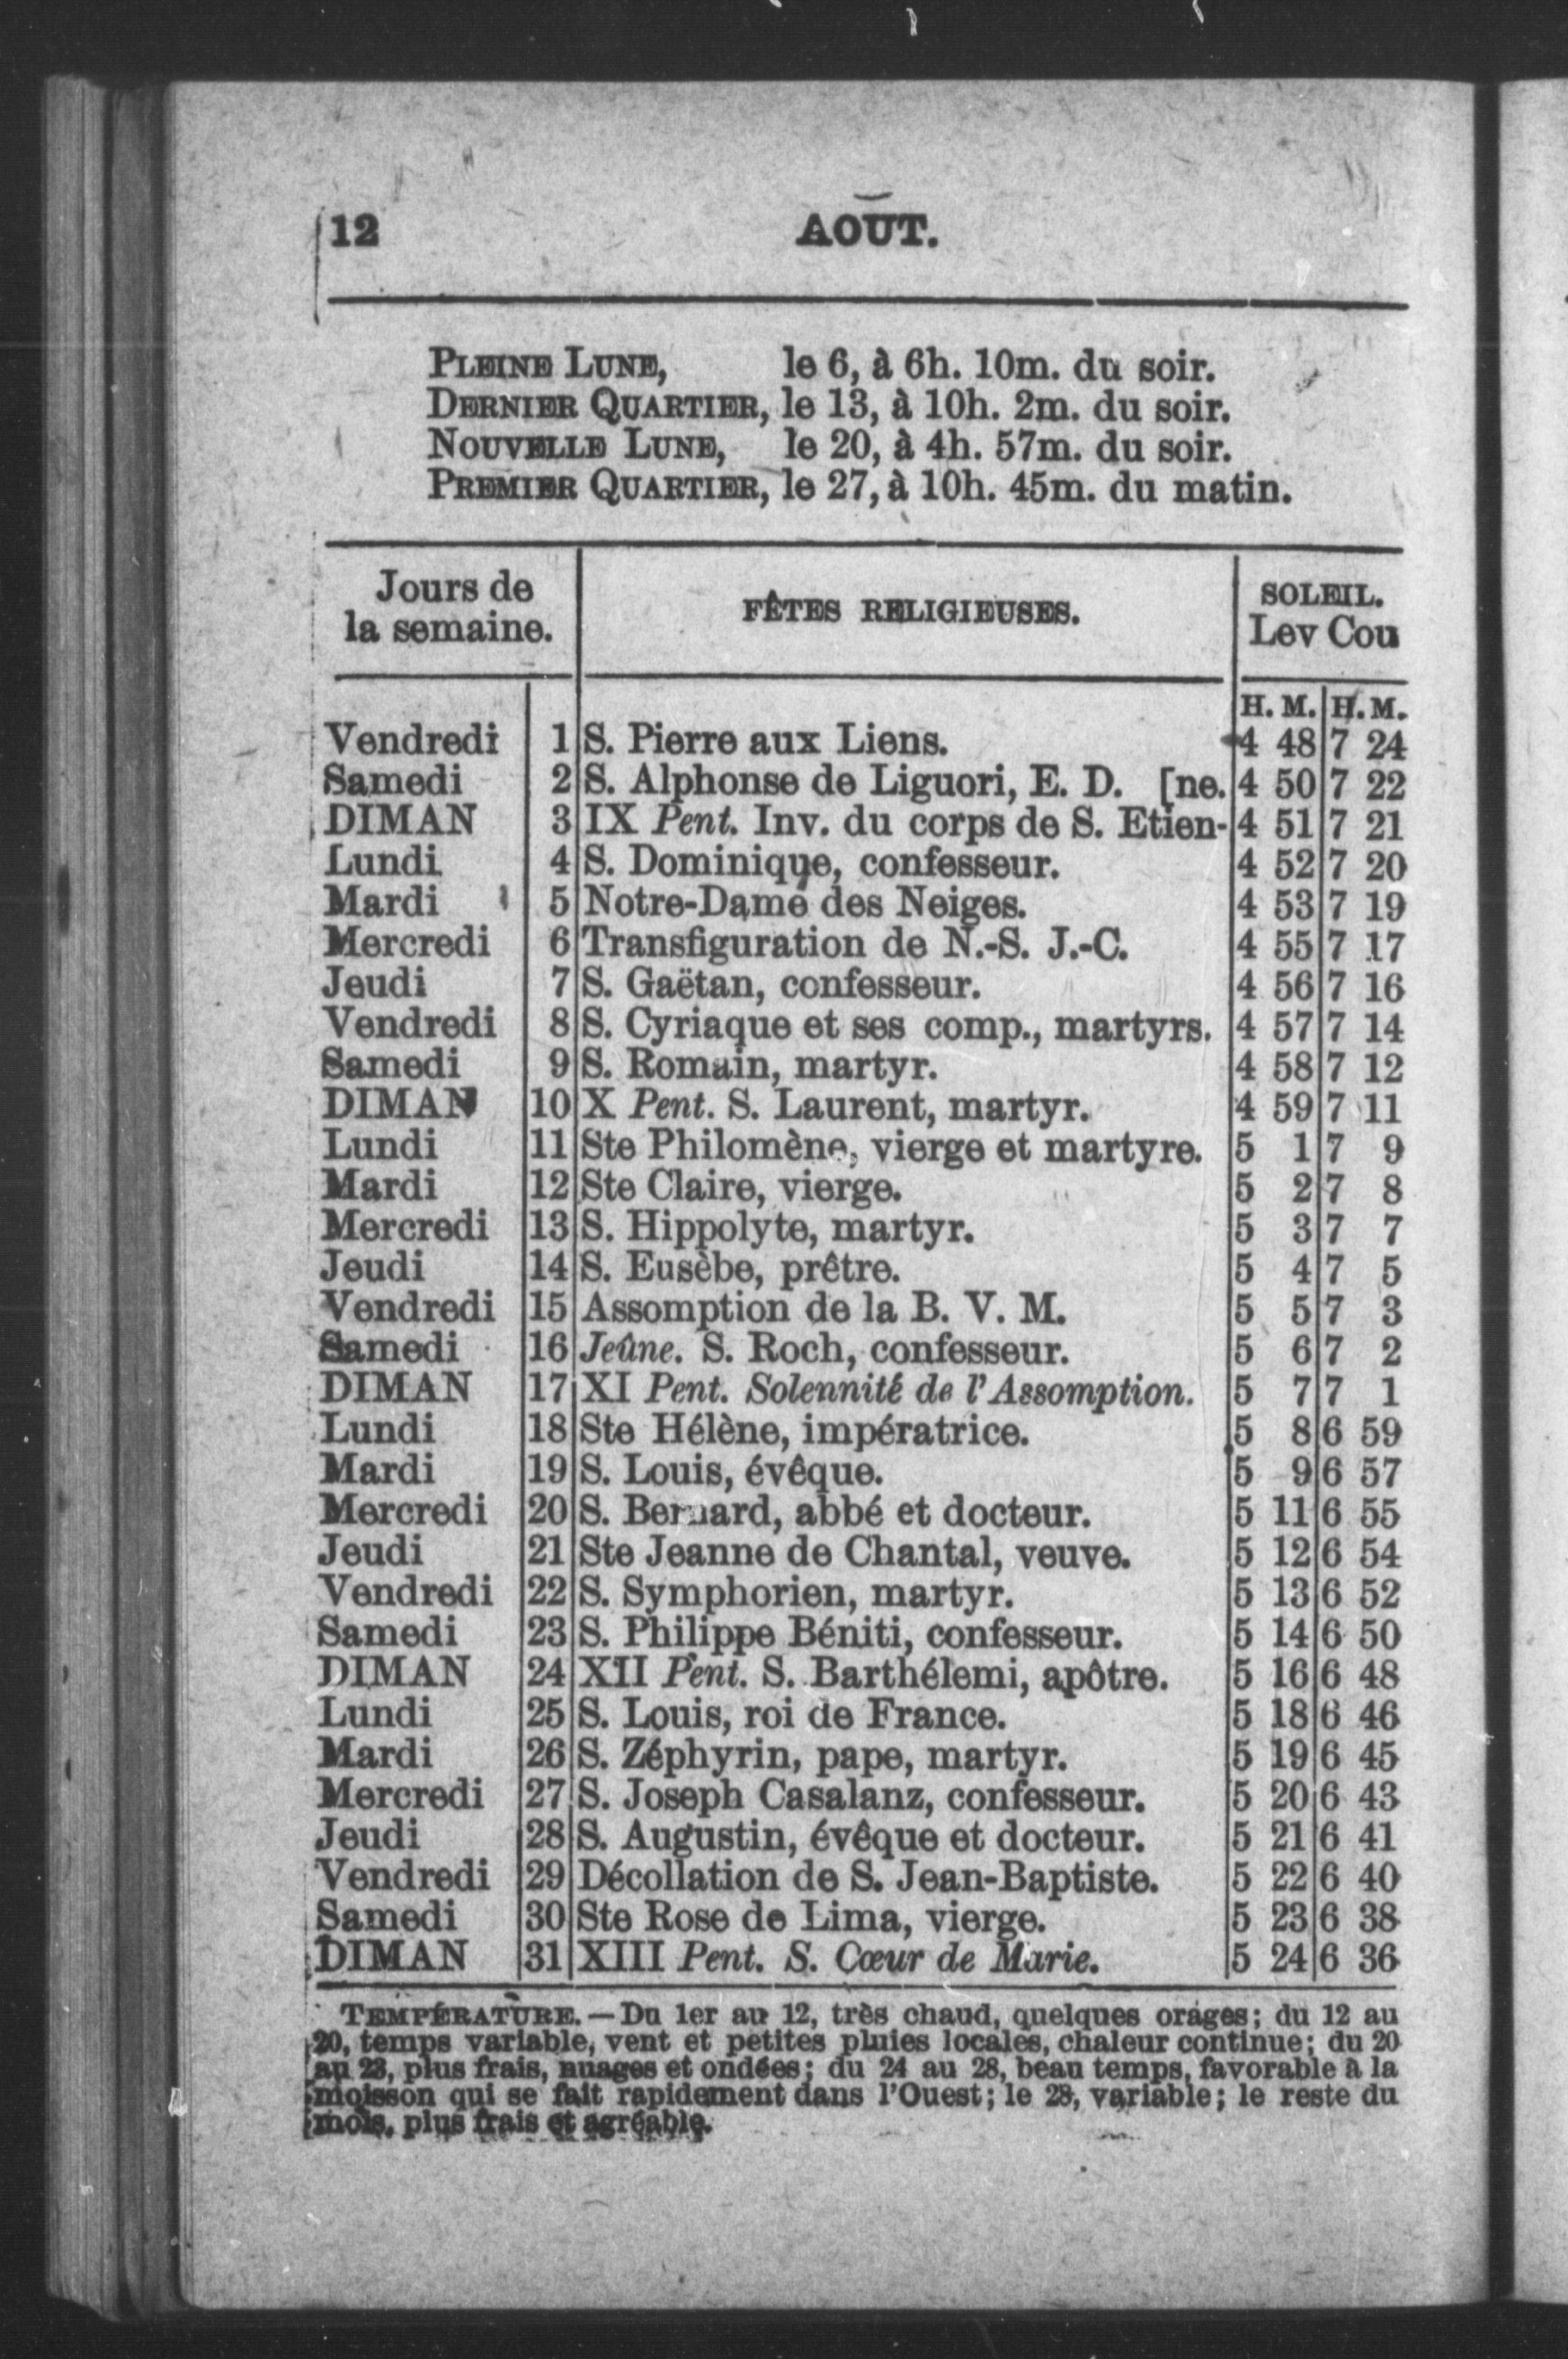 12 AOÛT.
PLEINE LUNE, le 6, à 6h. 10m. du soir.
DERNIER QUARTIER, le 13, à 10h. 2m. du soir.
NOUVELLE LUNE, le 20, à 4h. 57m. du soir.
PREMIER QUARTIER, le 27, à 10h. 45m. du matin.
Jours de la semaine. FÊTES RELIGIEUSES. SOLEIL. Lev Cou
H. M. H. M.
Vendredi 1 S. Pierre aux Liens. 4 48 7 24
Samedi 2 S. Alphonse de Liguori, E. D. [ne. 4 50 7 22
DIMAN 3 IX Pent. Inv. du corps de S. Etien- 4 51 7 21
Lundi 4 S. Dominique, confesseur. 4 52 7 20
Mardi 5 Notre-Dame des Neiges. 4 53 7 19
Mercredi 6 Transfiguration de N.-S. J.-C. 4 55 7 17
Jeudi 7 S. Gaëtan, confesseur. 4 56 7 16
Vendredi 8 S. Cyriaque et ses comp., martyrs. 4 57 7 14
Samedi 9 S. Romain, martyr. 4 58 7 12
DIMAN 10 X Pent. S. Laurent, martyr. 4 59 7 11
Lundi 11 Ste Philomène, vierge et martyre. 5 1 7 9
Mardi 12 Ste Claire, vierge. 5 2 7 8
Mercredi 13 S. Hippolyte, martyr. 5 3 7 7
Jeudi 14 S. Eusèbe, prêtre. 5 4 7 5
Vendredi 15 Assomption de la B. V. M. 5 5 7 3
Samedi 16 Jeûne. S. Roch, confesseur. 5 6 7 2
DIMAN 17 XI Pent. Solennité de l'Assomption. 5 7 7 1
Lundi 18 Ste Hélène, impératrice. 5 8 6 59
Mardi 19 S. Louis, évêque. 5 9 6 57
Mercredi 20 S. Bernard, abbé et docteur. 5 11 6 55
Jeudi 21 Ste Jeanne de Chantal, veuve. 5 12 6 54
Vendredi 22 S. Symphorien, martyr. 5 13 6 52
Samedi 23 S. Philippe Béniti, confesseur. 5 14 6 50
DIMAN 24 XII Pent. S. Barthélemi, apôtre. 5 16 6 48
Lundi 25 S. Louis, roi de France. 5 18 6 46
Mardi 26 S. Zéphyrin, pape, martyr. 5 19 6 45
Mercredi 27 S. Joseph Casalanz, confesseur. 5 20 6 43
Jeudi 28 S. Augustin, évêque et docteur. 5 21 6 41
Vendredi 29 Décollation de S. Jean-Baptiste. 5 22 6 40
Samedi 30 Ste Rose de Lima, vierge. 5 23 6 38
DIMAN 31 XIII Pent. S. Cœur de Marie. 5 24 6 36
TEMPÉRATURE.—Du 1er au 12, très chaud, quelques orages; du 12 au
20, temps variable, vent et petites pluies locales, chaleur continue; du 20
au 23, plus frais, nuages et ondées; du 24 au 28, beau temps, favorable à la
moisson qui se fait rapidement dans l'Ouest; le 28, variable; le reste du
mois, plus frais et agréable.